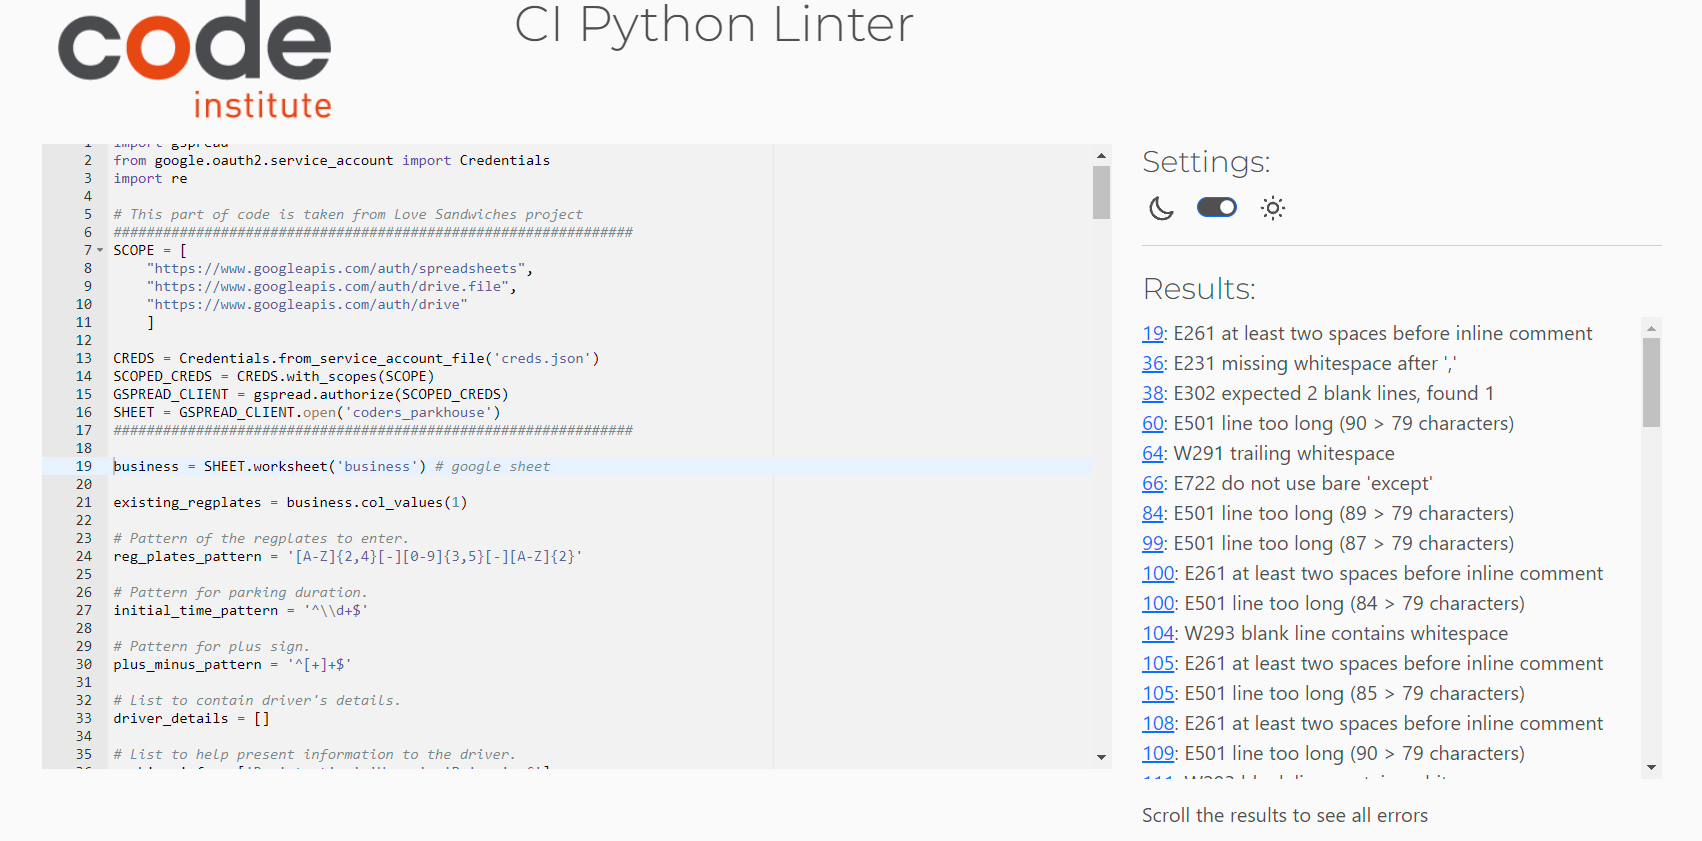 code
institute
CI Python Linter
1 import gspread
2 from google.oauth2.service_account import Credentials
3 import re
4
5 # This part of code is taken from Love Sandwiches project
6 ###############################################################
7 SCOPE = [
8 "https://www.googleapis.com/auth/spreadsheets",
9 "https://www.googleapis.com/auth/drive.file",
10 "https://www.googleapis.com/auth/drive"
11 ]
12
13 CREDS = Credentials.from_service_account_file('creds.json')
14 SCOPED_CREDS = CREDS.with_scopes(SCOPE)
15 GSPREAD_CLIENT = gspread.authorize(SCOPED_CREDS)
16 SHEET = GSPREAD_CLIENT.open('coders_parkhouse')
17 ###############################################################
18
19 business = SHEET.worksheet('business') # google sheet
20
21 existing_regplates = business.col_values(1)
22
23 # Pattern of the regplates to enter.
24 reg_plates_pattern = '[A-Z]{2,4}[-][0-9]{3,5}[-][A-Z]{2}'
25
26 # Pattern for parking duration.
27 initial_time_pattern = '^\\d+$'
28
29 # Pattern for plus sign.
30 plus_minus_pattern = '^[+]+$'
31
32 # List to contain driver's details.
33 driver_details = []
34
35 # List to help present information to the driver.
Settings:
Results:
19: E261 at least two spaces before inline comment
36: E231 missing whitespace after ','
38: E302 expected 2 blank lines, found 1
60: E501 line too long (90 > 79 characters)
64: W291 trailing whitespace
66: E722 do not use bare 'except'
84: E501 line too long (89 > 79 characters)
99: E501 line too long (87 > 79 characters)
100: E261 at least two spaces before inline comment
100: E501 line too long (84 > 79 characters)
104: W293 blank line contains whitespace
105: E261 at least two spaces before inline comment
105: E501 line too long (85 > 79 characters)
108: E261 at least two spaces before inline comment
109: E501 line too long (90 > 79 characters)
Scroll the results to see all errors